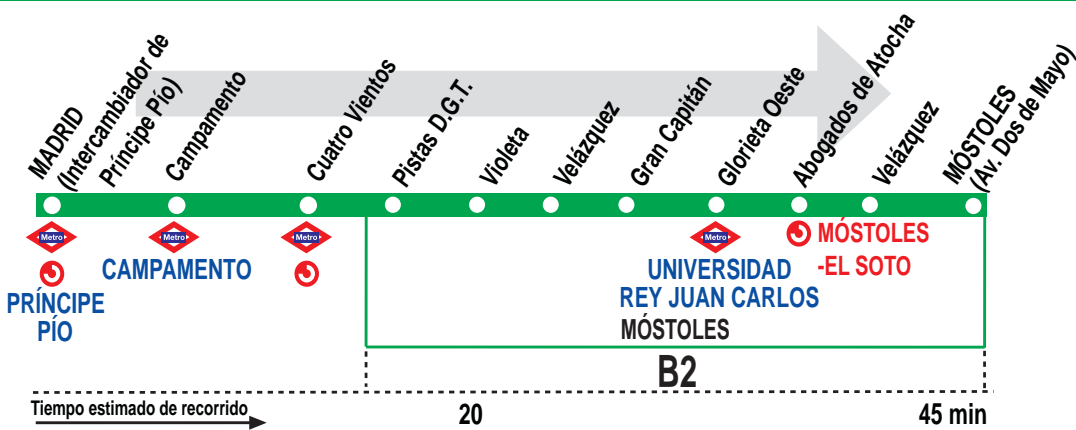 MADRID
(Intercambiador de
Príncipe Pío)
Campamento
Cuatro Vientos
Pistas D.G.T.
Violeta
Velázquez
Gran Capitán
Glorieta Oeste
Abogados de Atocha
Velázquez
MÓSTOLES
(Av. Dos de Mayo)
Metro
Metro
Metro
Metro
PRÍNCIPE
PÍO
CAMPAMENTO
UNIVERSIDAD
REY JUAN CARLOS
MÓSTOLES
-EL SOTO
MÓSTOLES
B2
Tiempo estimado de recorrido
20
45 min